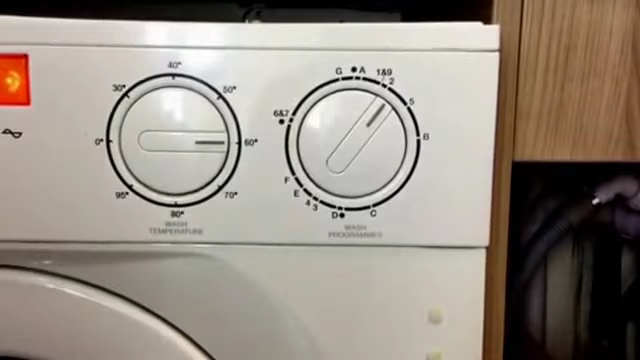 40°
30°
50°
0°
60°
95°
70°
80°
WASH
TEMPERATURE
G
A
1&9
2
5
6&7
B
F
E
4
3
D
C
WASH
PROGRAMMES